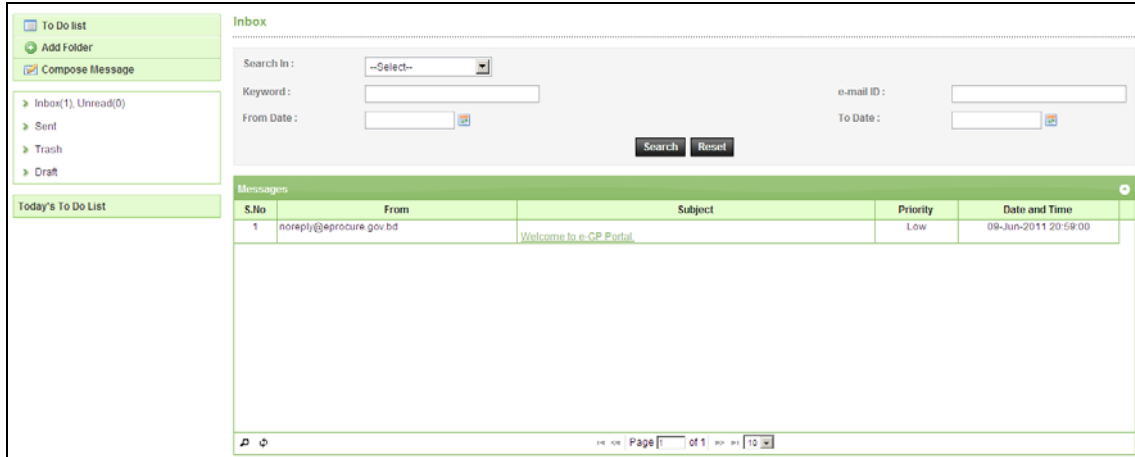 To Do list
Add Folder
Compose Message
Inbox(1), Unread(0)
Sent
Trash
Draft
Today's To Do List
Inbox
Search In : --Select--
Keyword : e-mail ID :
From Date : To Date :
Search Reset
Messages
S.No From Subject Priority Date and Time
1 noreply@eprocure.gov.bd Welcome to e-GP Portal. Low 09-Jun-2011 20:59:00
Page 1 of 1 10